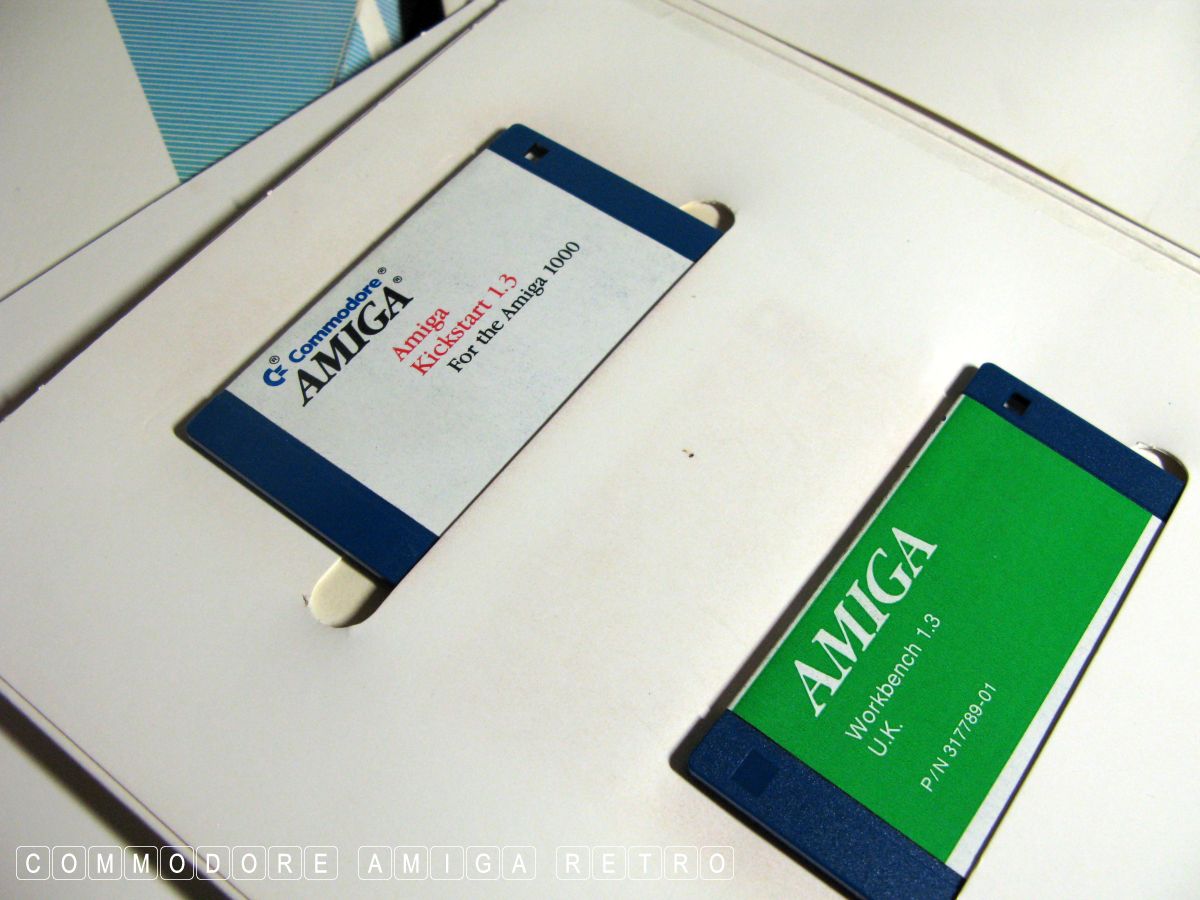 Commodore®
AMIGA®
Amiga
Kickstart 1.3
For the Amiga 1000
AMIGA
Workbench 1.3
U.K.
P/N 317789-01
COMMODORE AMIGA RETRO